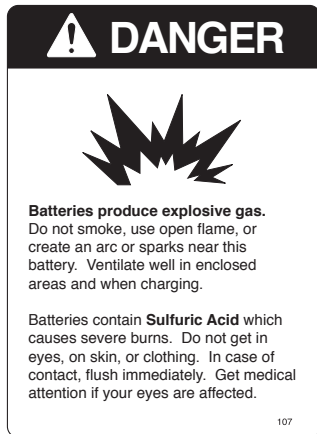 DANGER
Batteries produce explosive gas.
Do not smoke, use open flame, or
create an arc or sparks near this
battery. Ventilate well in enclosed
areas and when charging.
Batteries contain Sulfuric Acid which
causes severe burns. Do not get in
eyes, on skin, or clothing. In case of
contact, flush immediately. Get medical
attention if your eyes are affected.
107